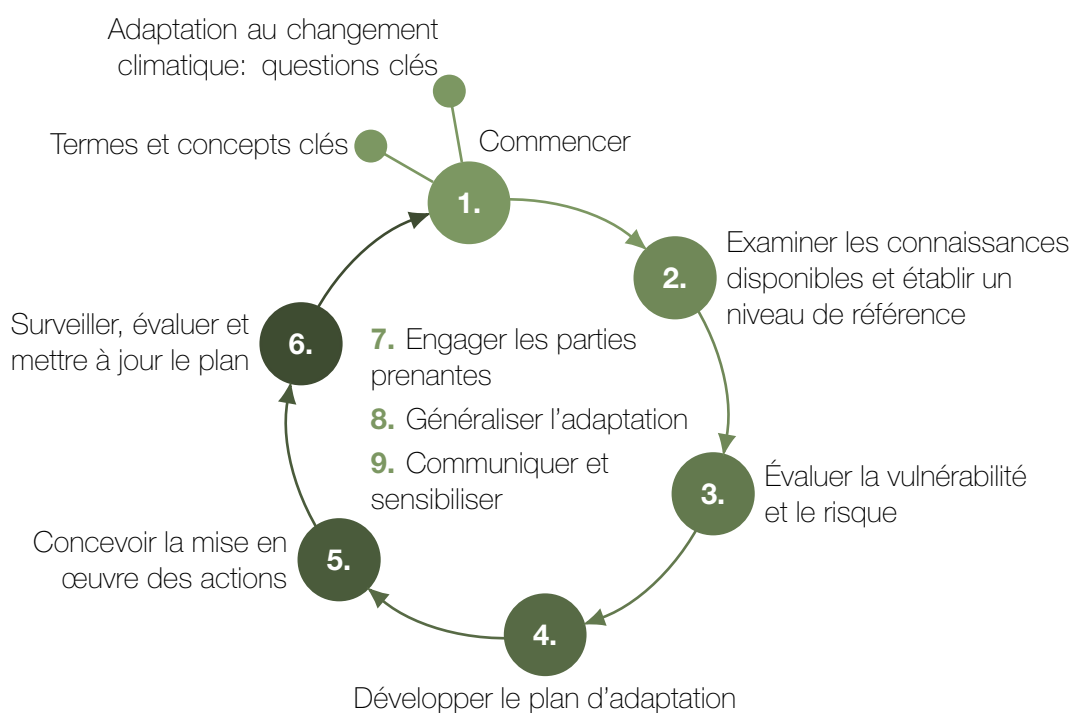 Adaptation au changement
climatique: questions clés
Termes et concepts clés
Commencer
1.
2.
Examiner les connaissances
disponibles et établir un
niveau de référence
3.
Évaluer la vulnérabilité
et le risque
4.
Développer le plan d'adaptation
5.
Concevoir la mise en
œuvre des actions
6.
Surveiller, évaluer et
mettre à jour le plan
7. Engager les parties
prenantes
8. Généraliser l'adaptation
9. Communiquer et
sensibiliser